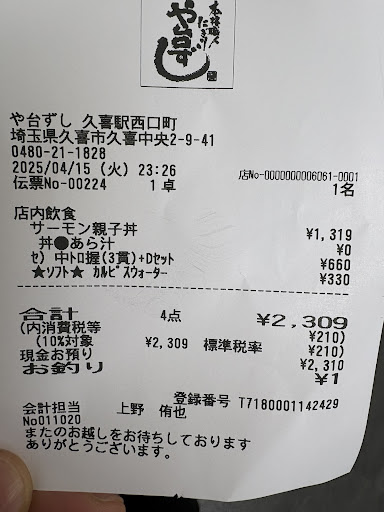 本格職人
にぎり
や台ずし
や台ずし 久喜駅西口町
埼玉県久喜市久喜中央2-9-41
0480-21-1828
2025/04/15 (火) 23:26 店No-0000000006061-0001
伝票No-00224 1 卓 1名
店内飲食
サーモン親子丼 ¥1,319
丼●あら汁 ¥0
セ) 中トロ握(3貫)+Dセット ¥660
★ソフト★ カルピスウォーター ¥330
合計 4点 ¥2,309
(内消費税等 ¥210)
(10%対象 ¥2,309 標準税率 ¥210)
現金お預り ¥2,310
お釣り ¥1
登録番号 T7180001142429
会計担当 上野 侑也
No011020
またのお越しをお待ちしております
ありがとうございます。